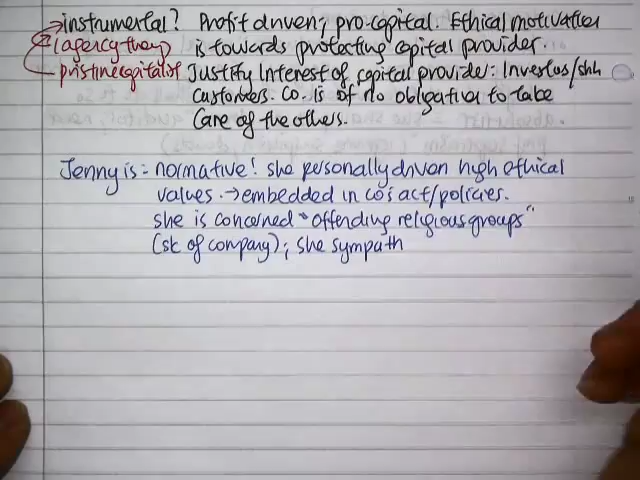 instrumental? Profit driven; pro-capital. Ethical motivation
(agency theory is towards protecting capital provider.
pristine capitalist Justify Interest of capital provider: Investos/shh
customers. Co. is of no obligation to take
care of the others.
Jenny is = normative! she personally driven high ethical
values. → embedded in co's act/policies.
she is concerned "offending religious groups"
(sk of company); she sympath